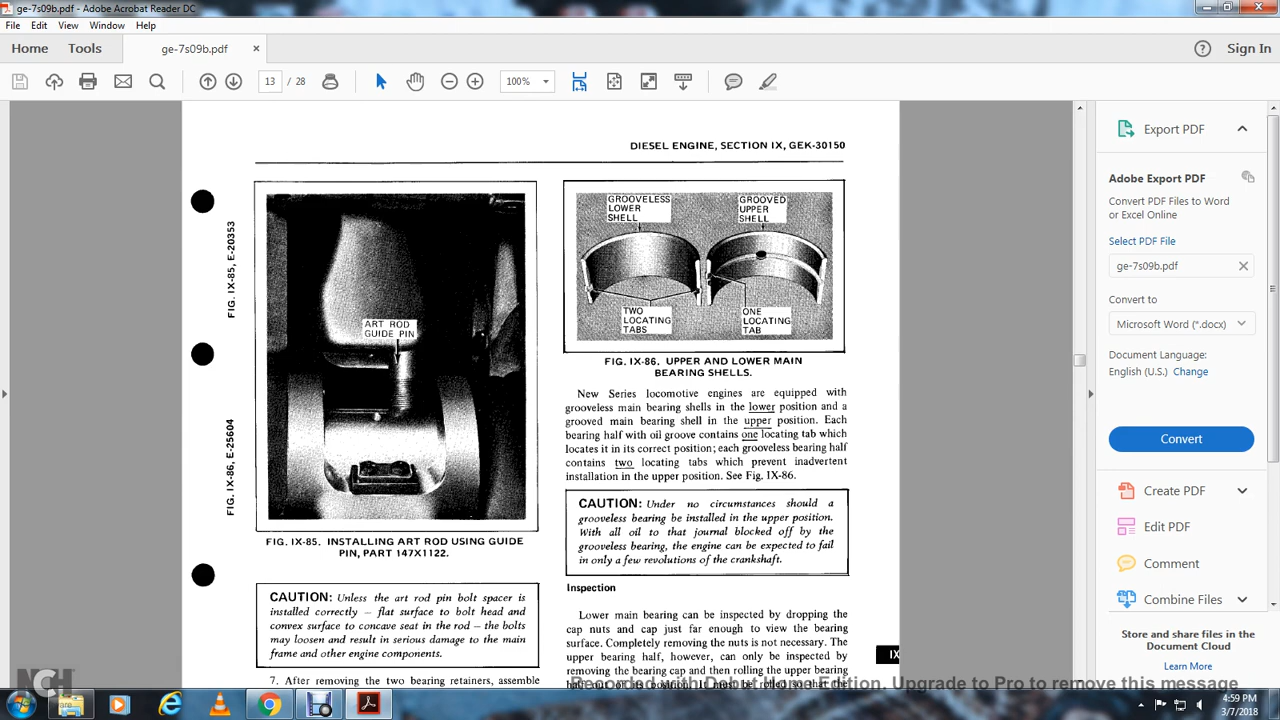 ge-7s09b.pdf - Adobe Acrobat Reader DC
File Edit View Window Help
Home Tools ge-7s09b.pdf × Sign In
13 / 28 100%
DIESEL ENGINE, SECTION IX, GEK-30150
FIG. IX-85, E-20353
FIG. IX-86, E-25604
ART ROD
GUIDE PIN
FIG. IX-85. INSTALLING ART ROD USING GUIDE
PIN, PART 147X1122.
CAUTION: Unless the art rod pin bolt spacer is
installed correctly – flat surface to bolt head and
convex surface to concave seat in the rod – the bolts
may loosen and result in serious damage to the main
frame and other engine components.
7. After removing the two bearing retainers, assemble
GROOVELESS
LOWER
SHELL
GROOVED
UPPER
SHELL
TWO
LOCATING
TABS
ONE
LOCATING
TAB
FIG. IX-86. UPPER AND LOWER MAIN
BEARING SHELLS.
New Series locomotive engines are equipped with
grooveless main bearing shells in the lower position and a
grooved main bearing shell in the upper position. Each
bearing half with oil groove contains one locating tab which
locates it in its correct position; each grooveless bearing half
contains two locating tabs which prevent inadvertent
installation in the upper position. See Fig. IX-86.
CAUTION: Under no circumstances should a
grooveless bearing be installed in the upper position.
With all oil to that journal blocked off by the
grooveless bearing, the engine can be expected to fail
in only a few revolutions of the crankshaft.
Inspection
Lower main bearing can be inspected by dropping the
cap nuts and cap just far enough to view the bearing
surface. Completely removing the nuts is not necessary. The
upper bearing half, however, can only be inspected by
removing the bearing cap and then rolling the upper bearing
IX
Export PDF
Adobe Export PDF
Convert PDF Files to Word
or Excel Online
Select PDF File
ge-7s09b.pdf
Convert to
Microsoft Word (*.docx)
Document Language:
English (U.S.) Change
Convert
Create PDF
Edit PDF
Comment
Combine Files
Store and share files in the
Document Cloud
Learn More
NCH
Recorded with Debut Home Edition. Upgrade to Pro to remove this message
4:59 PM
3/7/2018